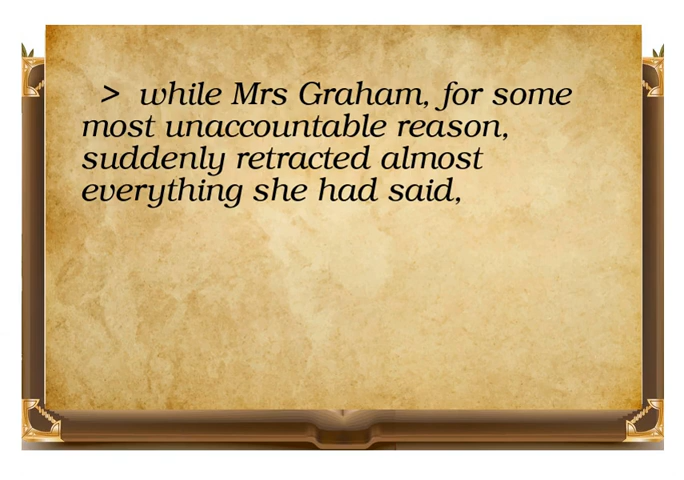 > while Mrs Graham, for some
most unaccountable reason,
suddenly retracted almost
everything she had said,